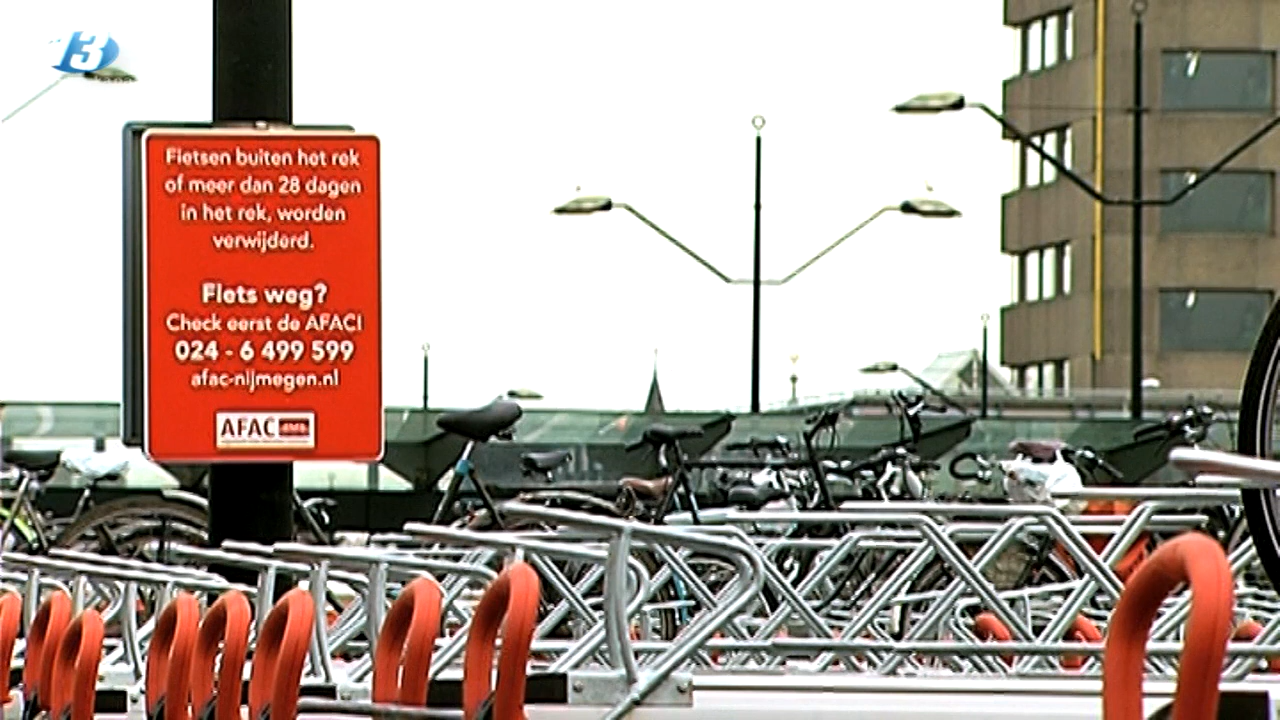 13
Fietsen buiten het rek
of meer dan 28 dagen
in het rek, worden
verwijderd.
Fiets weg?
Check eerst de AFAC!
024 - 6 499 599
afac-nijmegen.nl
AFAC